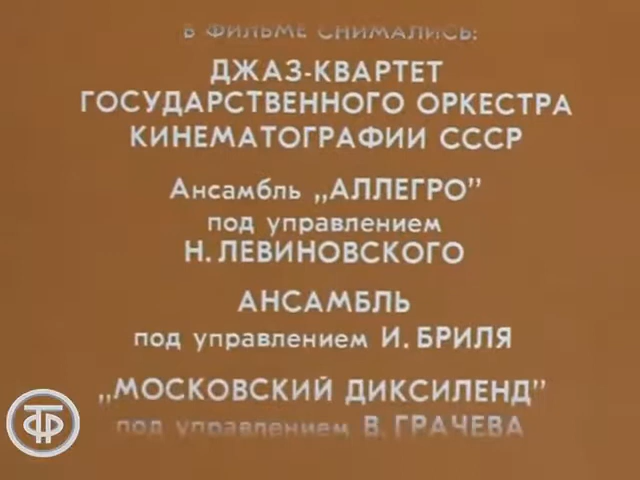 В ФИЛЬМЕ СНИМАЛИСЬ:
ДЖАЗ-КВАРТЕТ
ГОСУДАРСТВЕННОГО ОРКЕСТРА
КИНЕМАТОГРАФИИ СССР
Ансамбль „АЛЛЕГРО”
под управлением
Н. ЛЕВИНОВСКОГО
АНСАМБЛЬ
под управлением И. БРИЛЯ
„МОСКОВСКИЙ ДИКСИЛЕНД”
под управлением В. ГРАЧЕВА